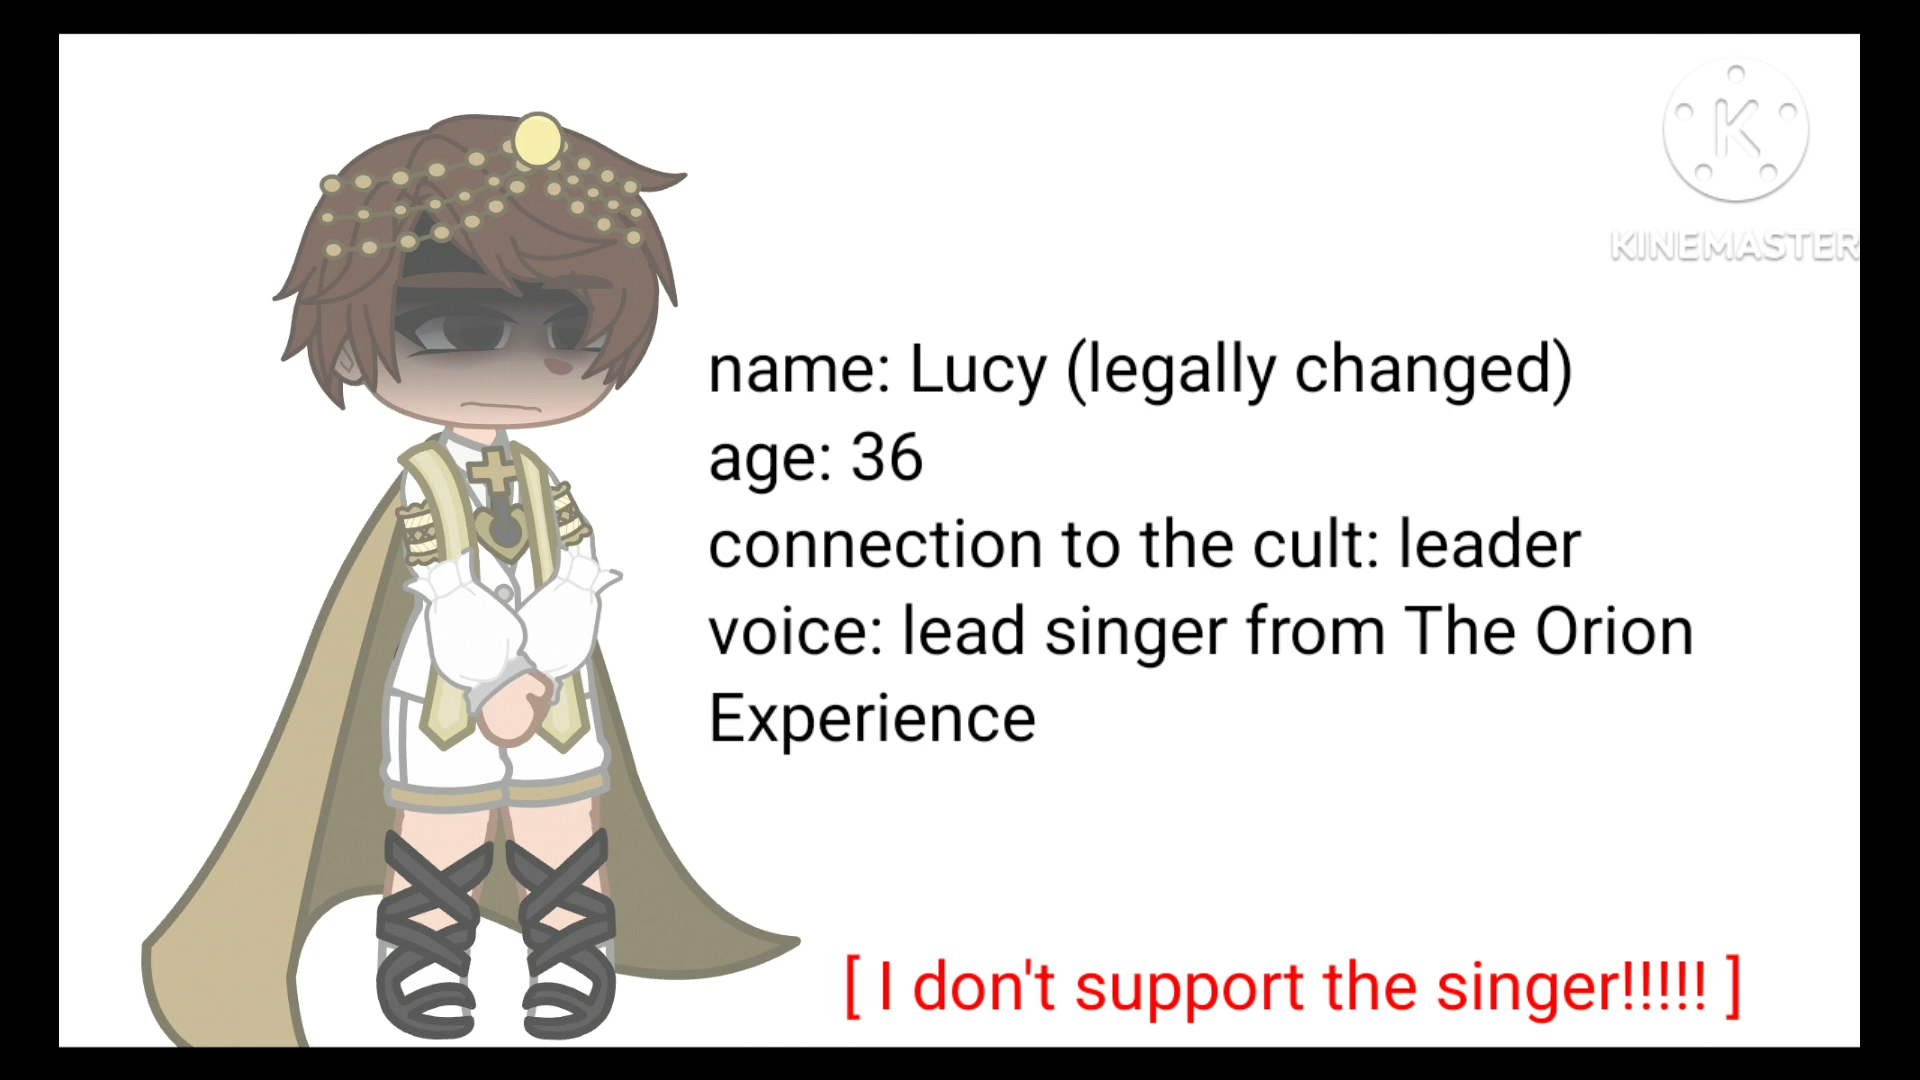 K
KINEMASTER
name: Lucy (legally changed)
age: 36
connection to the cult: leader
voice: lead singer from The Orion
Experience
[ I don't support the singer!!!!! ]